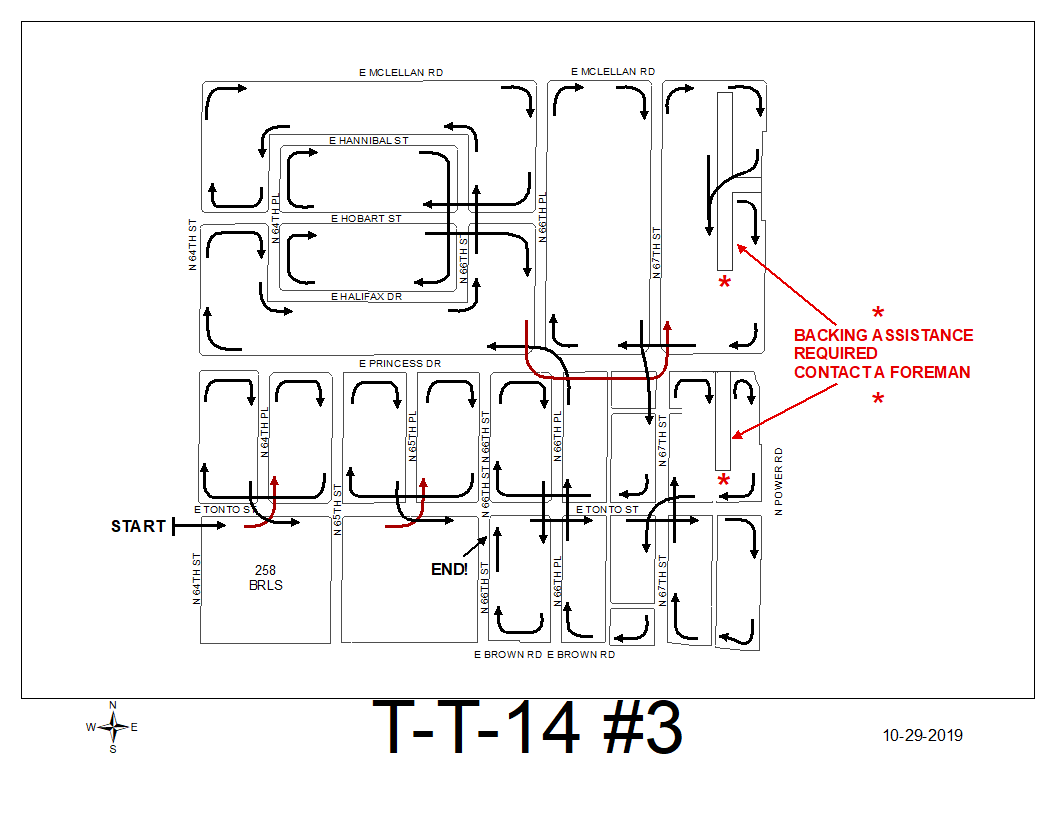 E MCLELLAN RD
E MCLELLAN RD
E HANNIBAL ST
N 64TH PL
E HOBART ST
N 66TH PL
N 64TH ST
N 66TH ST
N 67TH ST
E HALIFAX DR
*
*
BACKING ASSISTANCE
REQUIRED
CONTACT A FOREMAN
*
E PRINCESS DR
N 64TH PL
N 65TH PL
N 66TH ST
N 66TH PL
N 67TH ST
N POWER RD
*
N 66TH ST
N 65TH ST
E TONTO ST
E TONTO ST
START
END!
258
BRLS
N 64TH ST
N 66TH ST
N 66TH PL
N 67TH ST
E BROWN RD
E BROWN RD
N
W
E
S
T-T-14 #3
10-29-2019